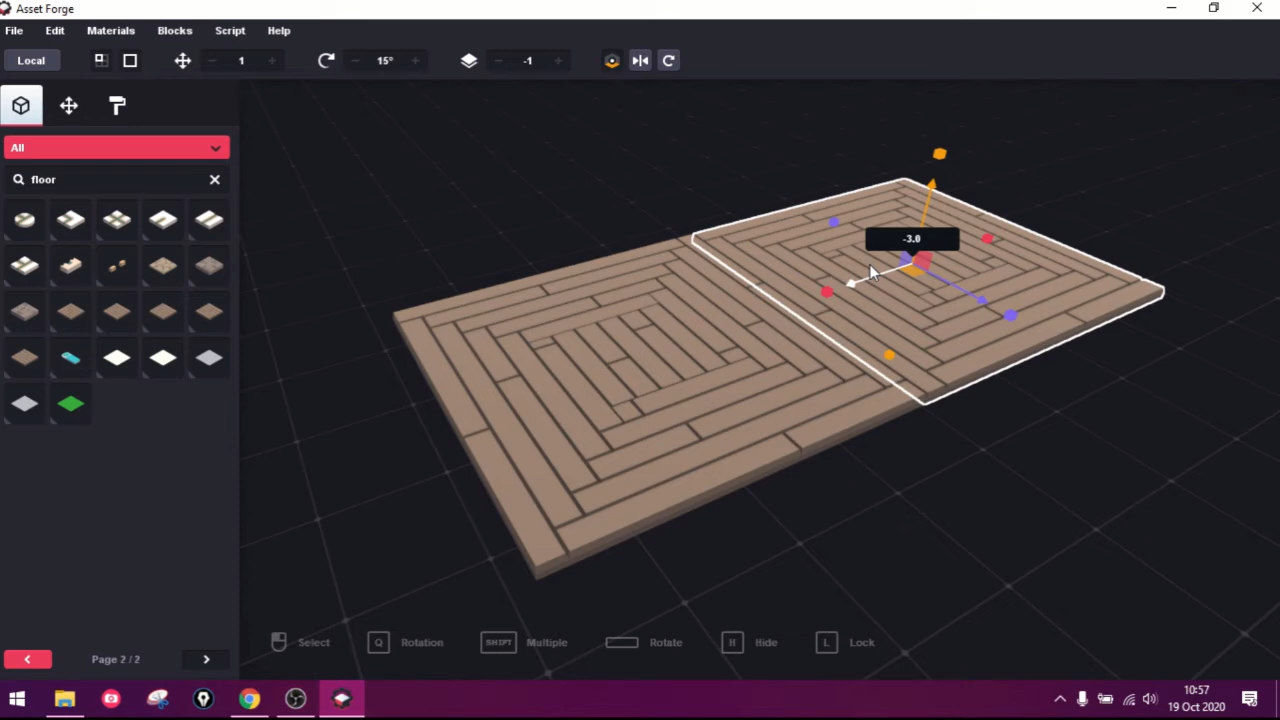 Asset Forge
File Edit Materials Blocks Script Help
Local 1 15° -1
All
floor
-3.0
Select Q Rotation SHIFT Multiple Rotate H Hide L Lock
Page 2 / 2
10:57
19 Oct 2020